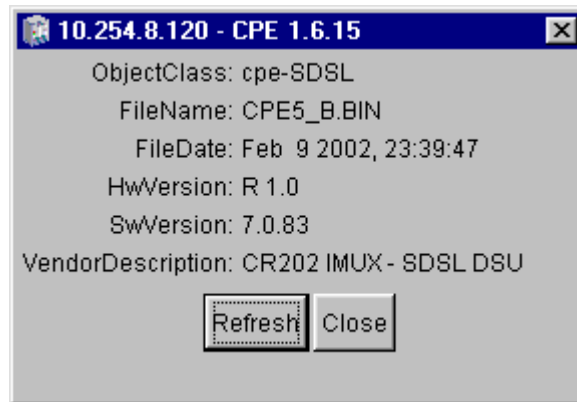 10.254.8.120 - CPE 1.6.15
ObjectClass: cpe-SDSL
FileName: CPE5_B.BIN
FileDate: Feb  9 2002, 23:39:47
HwVersion: R 1.0
SwVersion: 7.0.83
VendorDescription: CR202 IMUX - SDSL DSU
Refresh Close